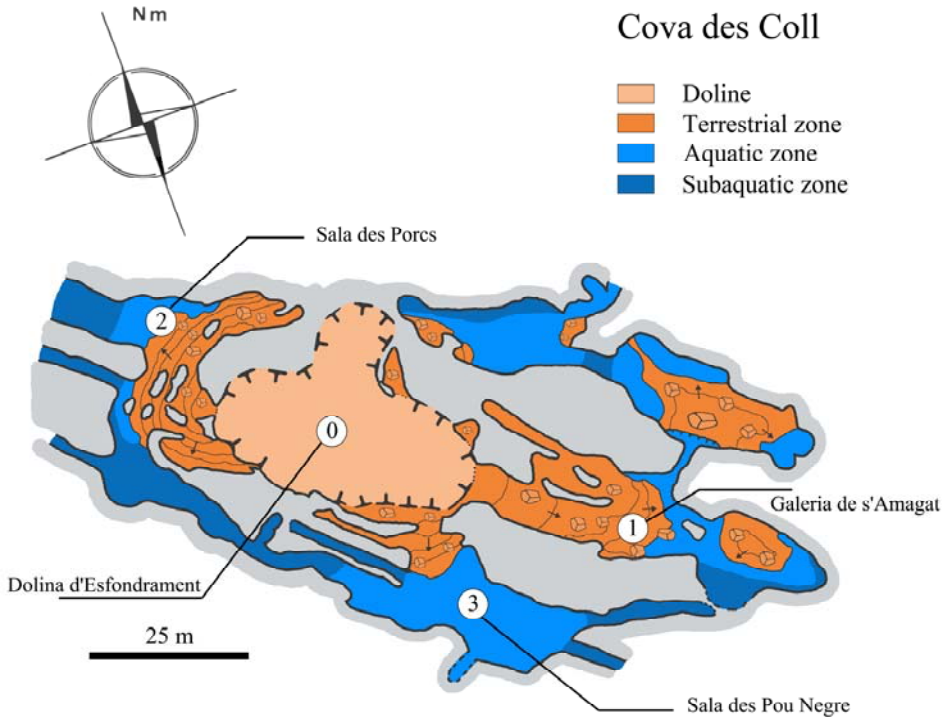 Nm
Cova des Coll
Doline
Terrestrial zone
Aquatic zone
Subaquatic zone
Sala des Porcs
2
0
Galeria de s'Amagat
1
Dolina d'Esfondrament
3
25 m
Sala des Pou Negre